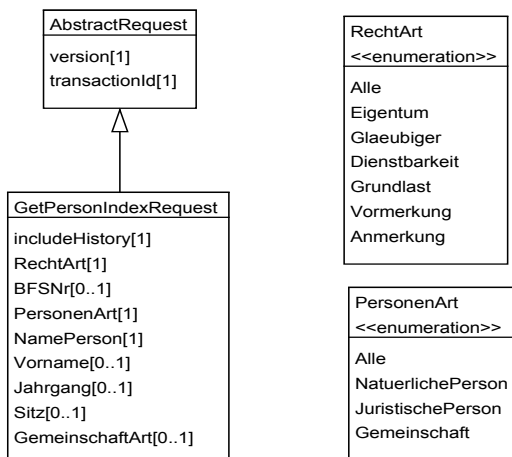 AbstractRequest
version[1]
transactionId[1]
GetPersonIndexRequest
includeHistory[1]
RechtArt[1]
BFSNr[0..1]
PersonenArt[1]
NamePerson[1]
Vorname[0..1]
Jahrgang[0..1]
Sitz[0..1]
GemeinschaftArt[0..1]
RechtArt
<<enumeration>>
Alle
Eigentum
Glaeubiger
Dienstbarkeit
Grundlast
Vormerkung
Anmerkung
PersonenArt
<<enumeration>>
Alle
NatuerlichePerson
JuristischePerson
Gemeinschaft